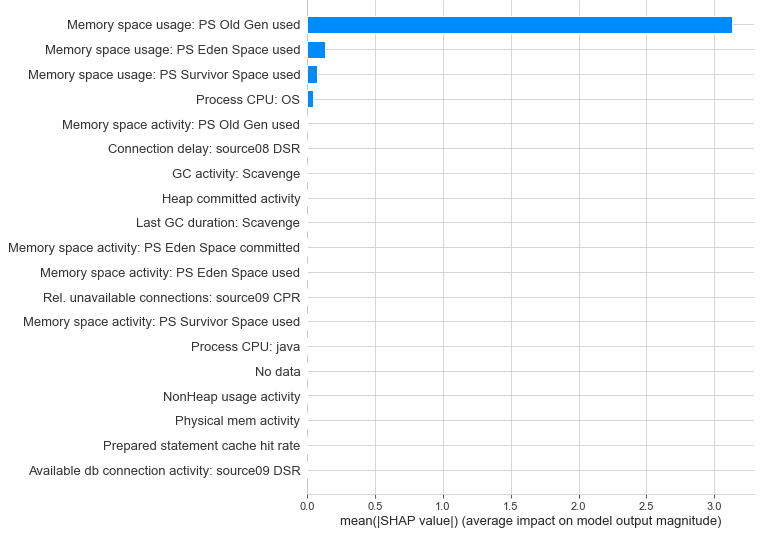 Memory space usage: PS Old Gen used
Memory space usage: PS Eden Space used
Memory space usage: PS Survivor Space used
Process CPU: OS
Memory space activity: PS Old Gen used
Connection delay: source08 DSR
GC activity: Scavenge
Heap committed activity
Last GC duration: Scavenge
Memory space activity: PS Eden Space committed
Memory space activity: PS Eden Space used
Rel. unavailable connections: source09 CPR
Memory space activity: PS Survivor Space used
Process CPU: java
No data
NonHeap usage activity
Physical mem activity
Prepared statement cache hit rate
Available db connection activity: source09 DSR
0.0 0.5 1.0 1.5 2.0 2.5 3.0
mean(|SHAP value|) (average impact on model output magnitude)